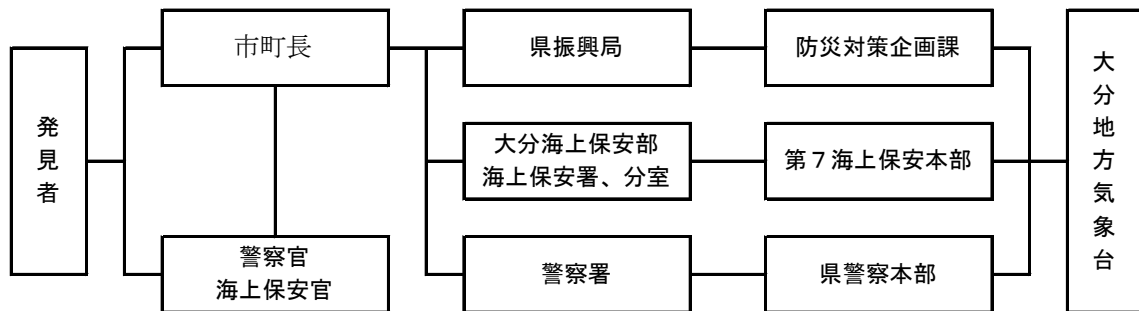 発見者
市町長
警察官
海上保安官
県振興局
大分海上保安部
海上保安署、分室
警察署
防災対策企画課
第７海上保安本部
県警察本部
大分地方気象台